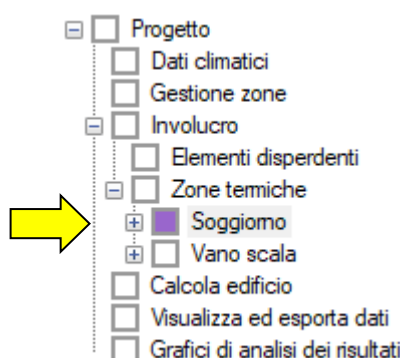 Progetto
Dati climatici
Gestione zone
Involucro
Elementi disperdenti
Zone termiche
Soggiorno
Vano scala
Calcola edificio
Visualizza ed esporta dati
Grafici di analisi dei risultati